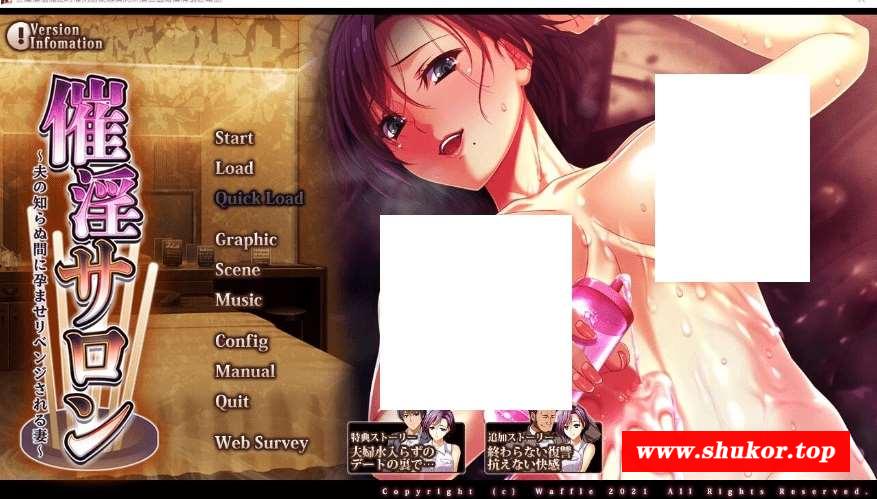 Version
Infomation
催淫サロン
～夫の知らぬ間に孕ませリベンジされる妻～
Start
Load
Quick Load
Graphic
Scene
Music
Config
Manual
Quit
Web Survey
特典ストーリー
夫婦水入らずの
デートの裏で…
追加ストーリー
終わらない復讐
抗えない快感
www.shukor.top
Copyright (c) Waffle 2021 All Rights Reserved.